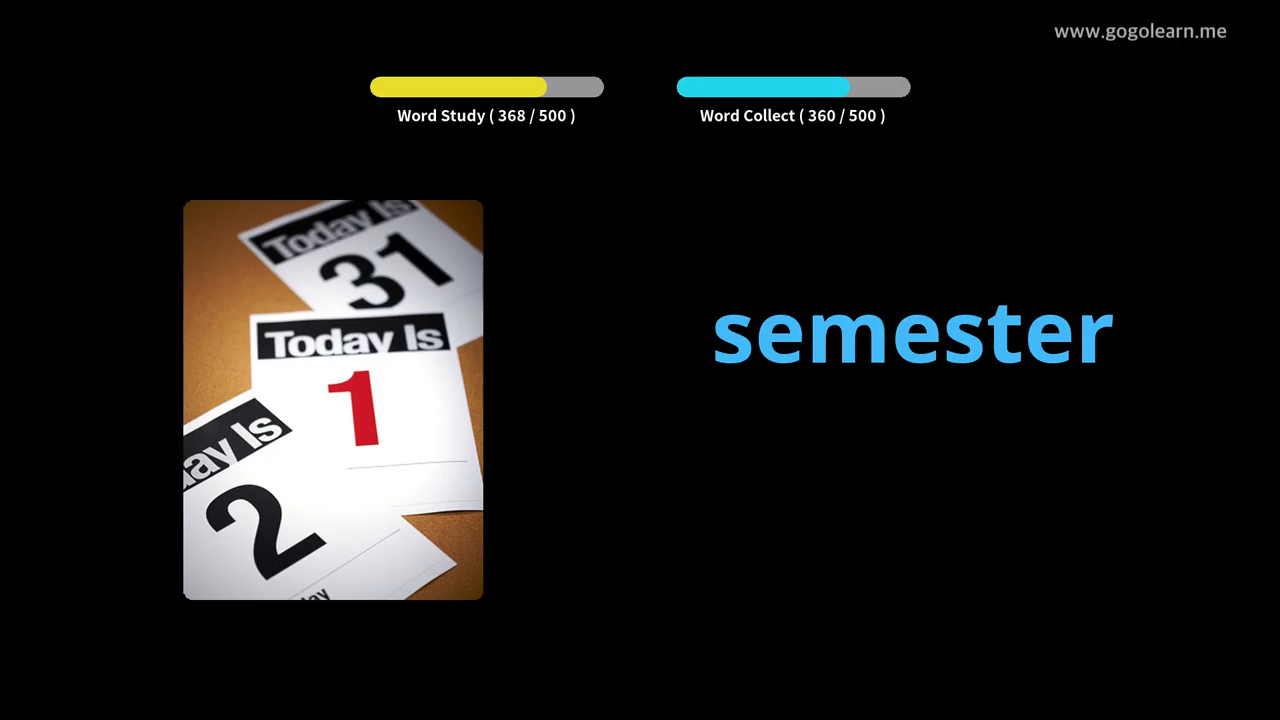 www.gogolearn.me
Word Study ( 368 / 500 )
Word Collect ( 360 / 500 )
Today Is
31
Today Is
1
ay Is
2
semester